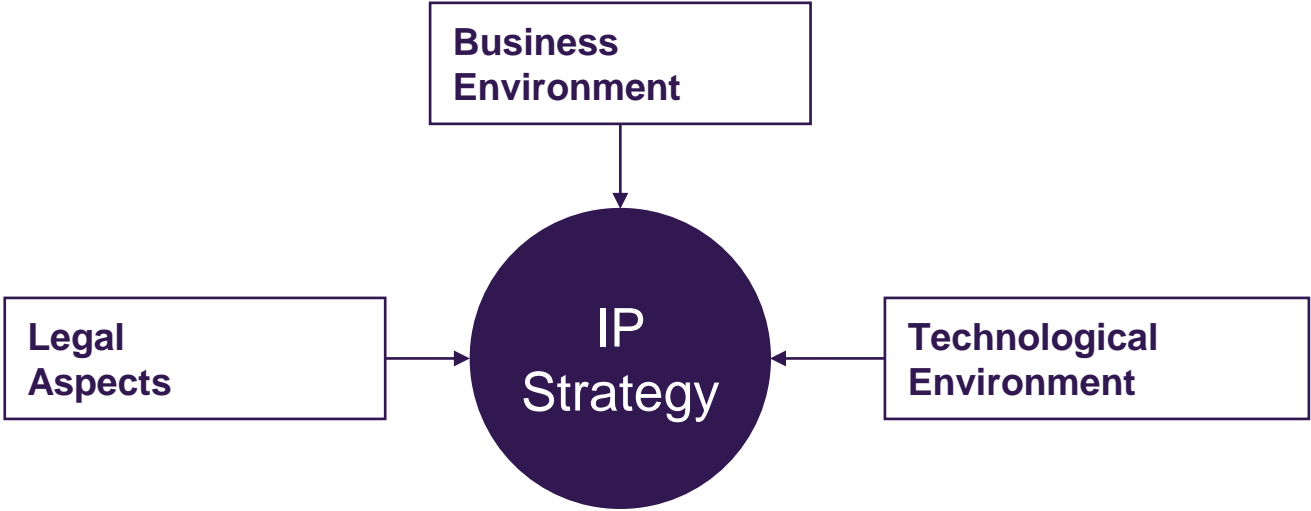 Business
Environment
Legal
Aspects
IP
Strategy
Technological
Environment